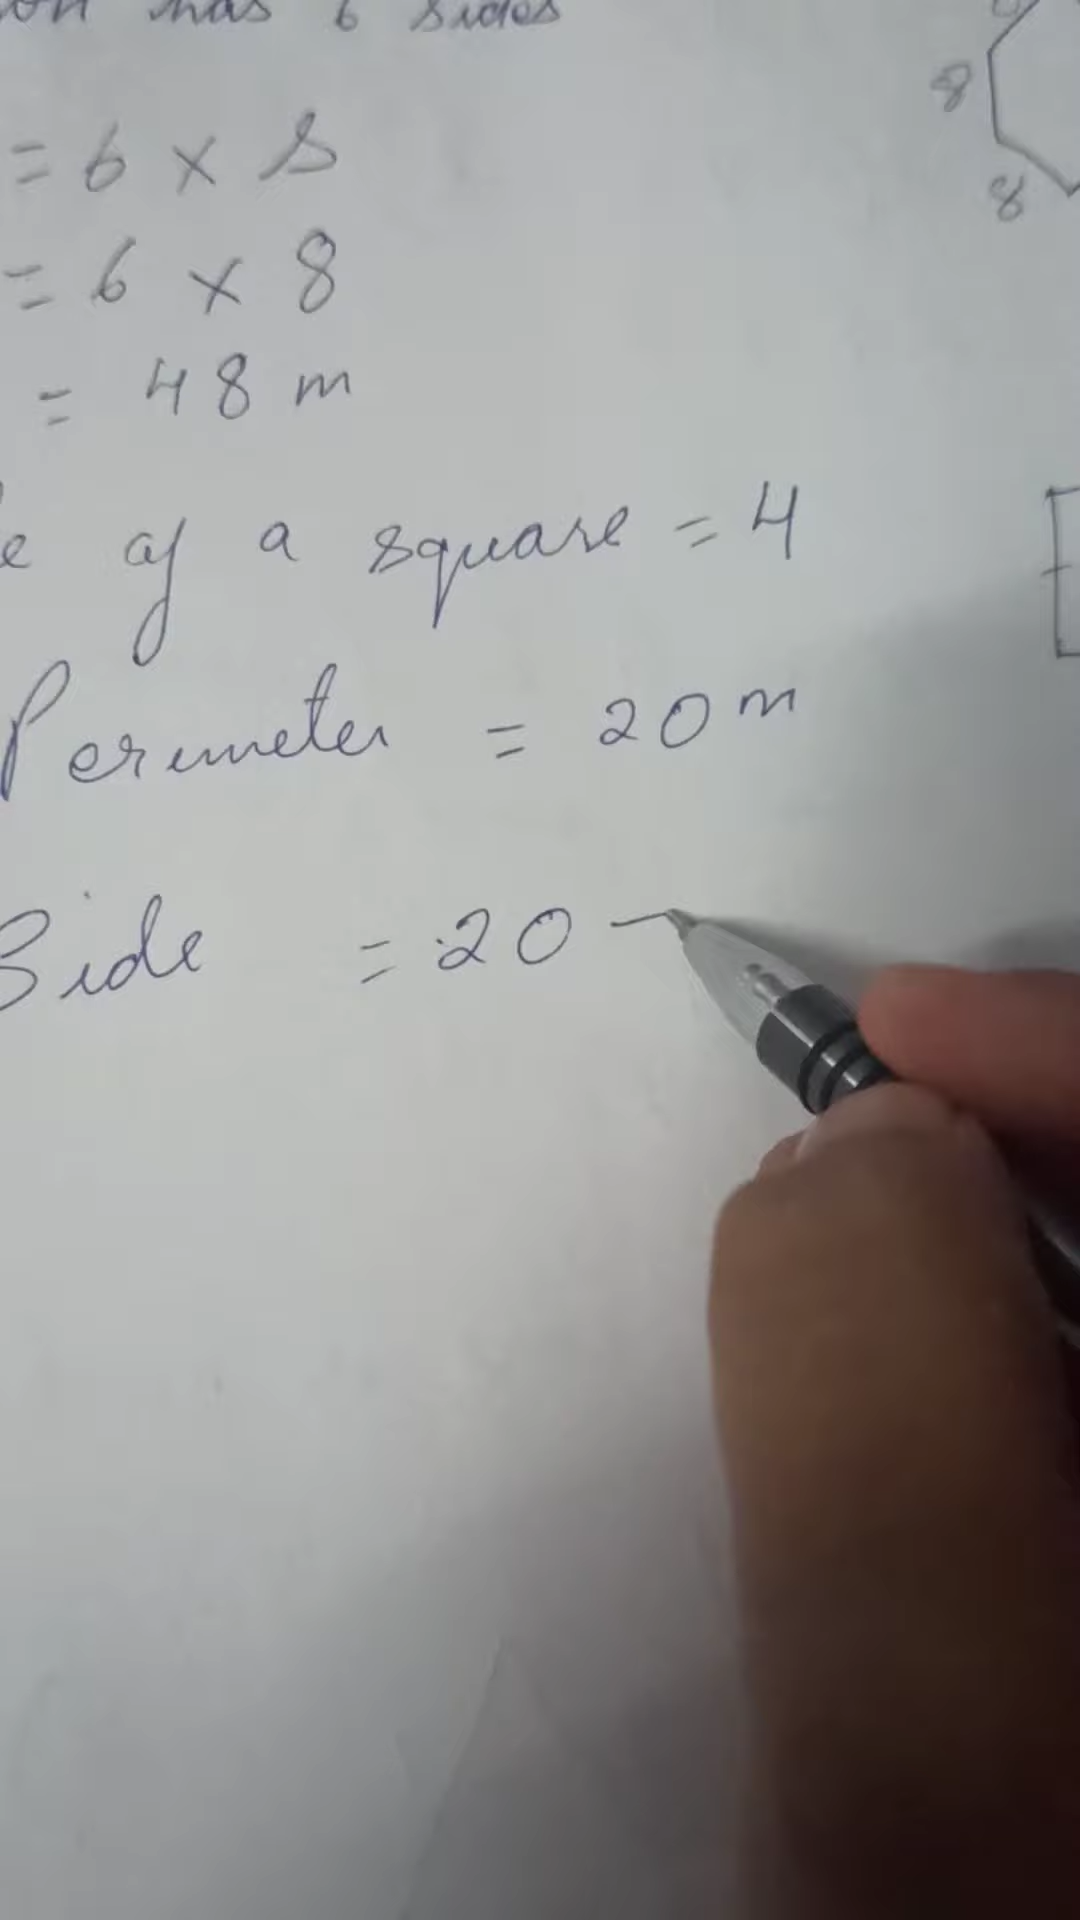 has 6 sides
8
= 6 x s
8
= 6 x 8
= 48 m
of a square = 4
Perimeter = 20 m
Side = 20 —